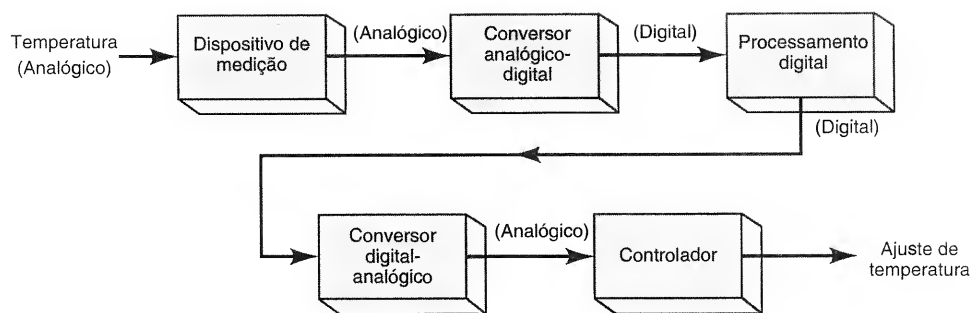 Temperatura
(Analógico)
Dispositivo de
medição
(Analógico)
Conversor
analógico-
digital
(Digital)
Processamento
digital
(Digital)
Conversor
digital-
analógico
(Analógico)
Controlador
Ajuste de
temperatura